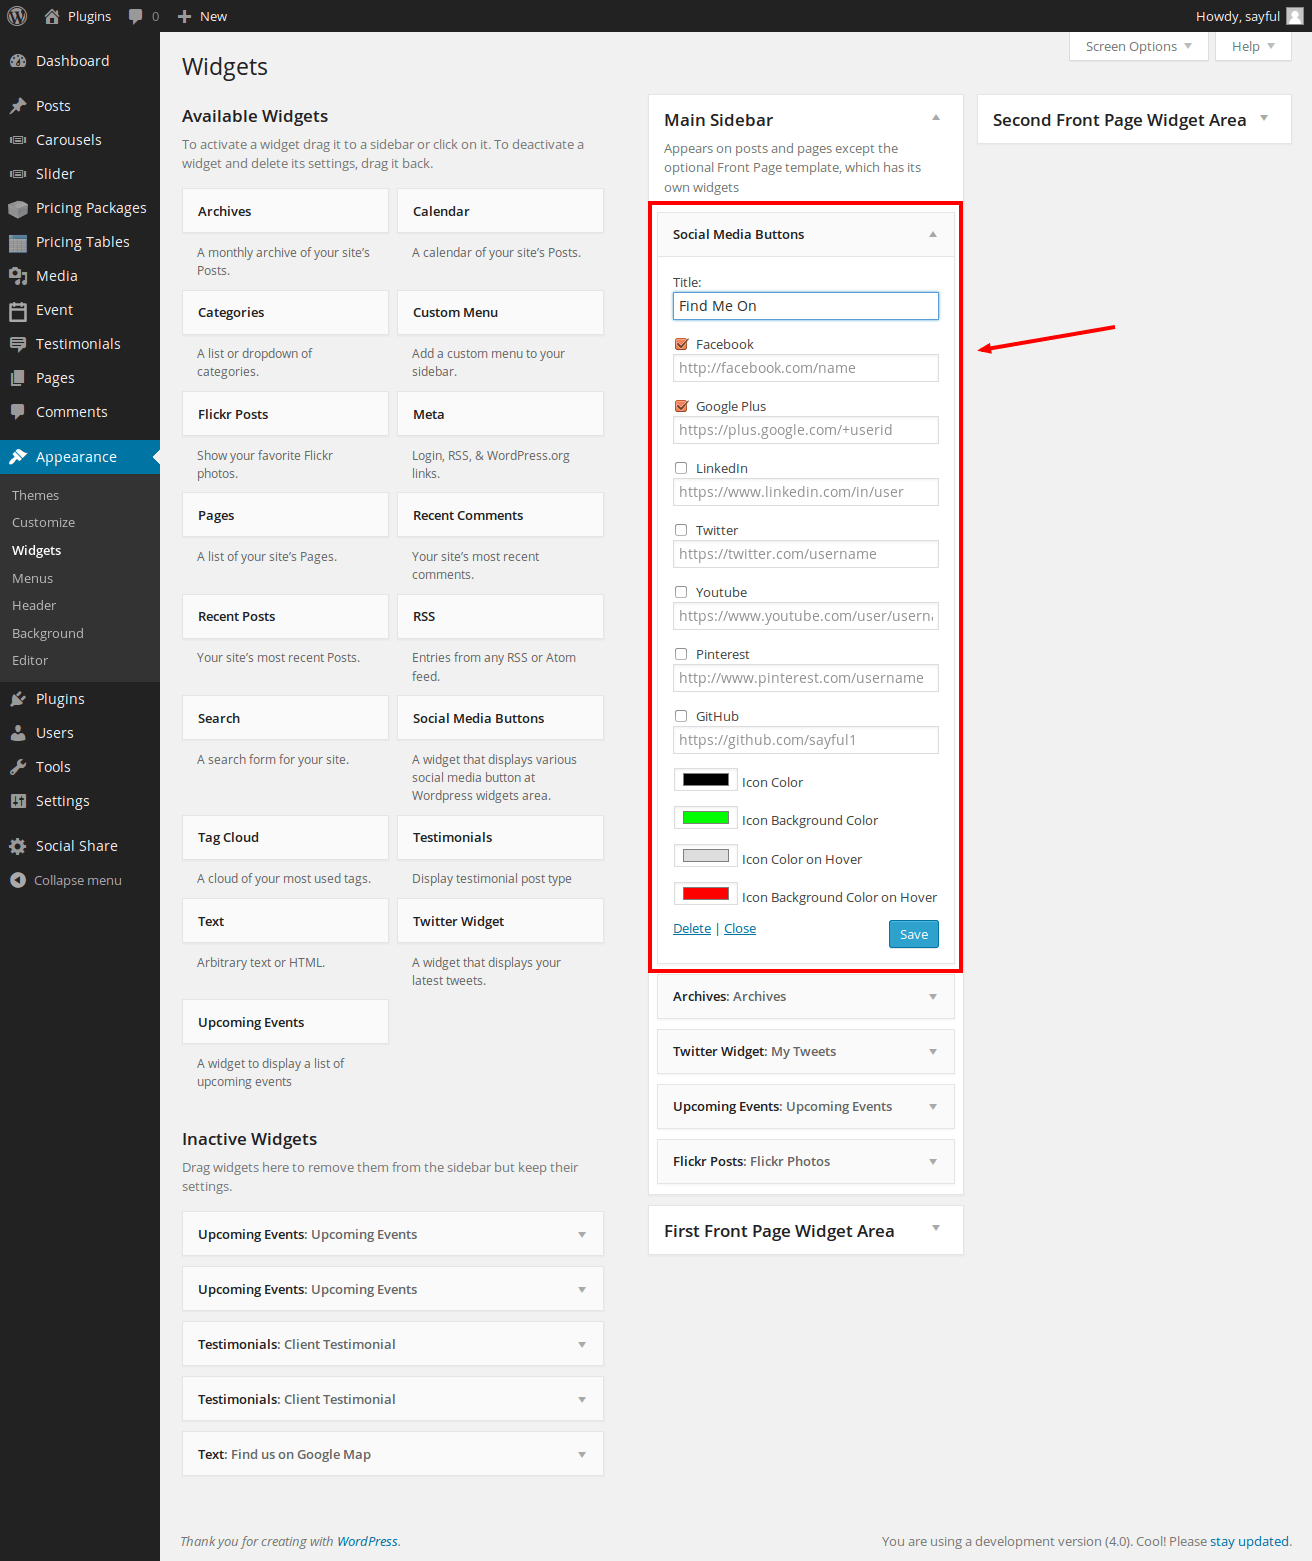 Plugins 0 New Howdy, sayful
Dashboard
Posts
Carousels
Slider
Pricing Packages
Pricing Tables
Media
Event
Testimonials
Pages
Comments
Appearance
Themes
Customize
Widgets
Menus
Header
Background
Editor
Plugins
Users
Tools
Settings
Social Share
Collapse menu
Screen Options Help
Widgets
Available Widgets
To activate a widget drag it to a sidebar or click on it. To deactivate a
widget and delete its settings, drag it back.
Archives
A monthly archive of your site’s
Posts.
Calendar
A calendar of your site’s Posts.
Categories
A list or dropdown of
categories.
Custom Menu
Add a custom menu to your
sidebar.
Flickr Posts
Show your favorite Flickr
photos.
Meta
Login, RSS, & WordPress.org
links.
Pages
A list of your site’s Pages.
Recent Comments
Your site’s most recent
comments.
Recent Posts
Your site’s most recent Posts.
RSS
Entries from any RSS or Atom
feed.
Search
A search form for your site.
Social Media Buttons
A widget that displays various
social media button at
Wordpress widgets area.
Tag Cloud
A cloud of your most used tags.
Testimonials
Display testimonial post type
Text
Arbitrary text or HTML.
Twitter Widget
A widget that displays your
latest tweets.
Upcoming Events
A widget to display a list of
upcoming events
Inactive Widgets
Drag widgets here to remove them from the sidebar but keep their
settings.
Upcoming Events: Upcoming Events
Upcoming Events: Upcoming Events
Testimonials: Client Testimonial
Testimonials: Client Testimonial
Text: Find us on Google Map
Main Sidebar
Appears on posts and pages except the
optional Front Page template, which has its
own widgets
Social Media Buttons
Title:
Find Me On
Facebook
http://facebook.com/name
Google Plus
https://plus.google.com/+userid
LinkedIn
https://www.linkedin.com/in/user
Twitter
https://twitter.com/username
Youtube
https://www.youtube.com/user/userna
Pinterest
http://www.pinterest.com/username
GitHub
https://github.com/sayful1
Icon Color
Icon Background Color
Icon Color on Hover
Icon Background Color on Hover
Delete | Close Save
Archives: Archives
Twitter Widget: My Tweets
Upcoming Events: Upcoming Events
Flickr Posts: Flickr Photos
First Front Page Widget Area
Second Front Page Widget Area
Thank you for creating with WordPress.
You are using a development version (4.0). Cool! Please stay updated.